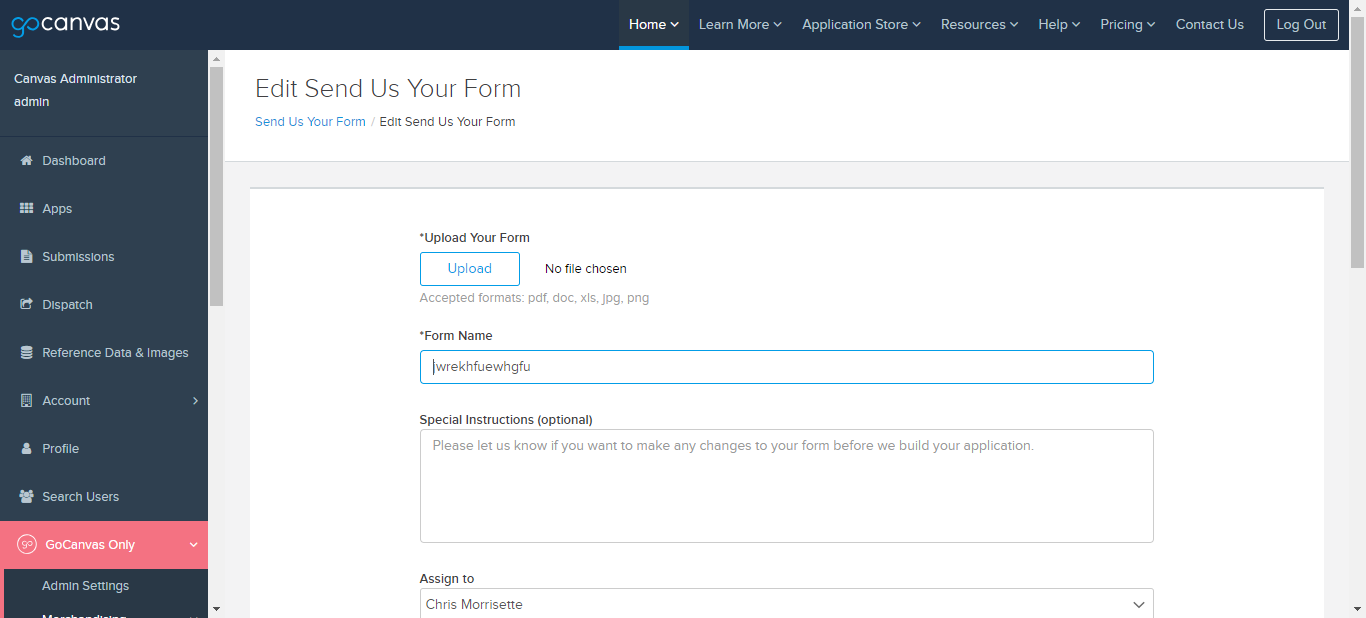 gocanvas
Home Learn More Application Store Resources Help Pricing Contact Us Log Out
Canvas Administrator
admin
Dashboard
Apps
Submissions
Dispatch
Reference Data & Images
Account
Profile
Search Users
go GoCanvas Only
Admin Settings
Merchandising
Edit Send Us Your Form
Send Us Your Form / Edit Send Us Your Form
*Upload Your Form
Upload No file chosen
Accepted formats: pdf, doc, xls, jpg, png
*Form Name
jwrekhfuewhgfu
Special Instructions (optional)
Please let us know if you want to make any changes to your form before we build your application.
Assign to
Chris Morrisette